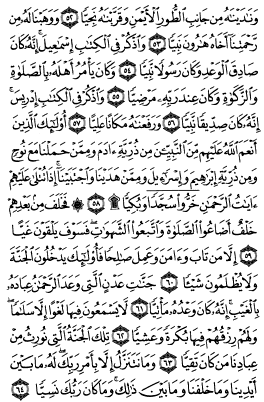 وَنَٰدَيْنَٰهُ مِن جَانِبِ ٱلطُّورِ ٱلْأَيْمَنِ وَقَرَّبْنَٰهُ نَجِيًّا ٥٢ وَوَهَبْنَا لَهُۥ مِن
رَّحْمَتِنَآ أَخَاهُ هَٰرُونَ نَبِيًّا ٥٣ وَٱذْكُرْ فِى ٱلْكِتَٰبِ إِسْمَٰعِيلَ ۚ إِنَّهُۥ كَانَ
صَادِقَ ٱلْوَعْدِ وَكَانَ رَسُولًا نَّبِيًّا ٥٤ وَكَانَ يَأْمُرُ أَهْلَهُۥ بِٱلصَّلَوٰةِ
وَٱلزَّكَوٰةِ وَكَانَ عِندَ رَبِّهِۦ مَرْضِيًّا ٥٥ وَٱذْكُرْ فِى ٱلْكِتَٰبِ إِدْرِيسَ ۚ
إِنَّهُۥ كَانَ صِدِّيقًا نَّبِيًّا ٥٦ وَرَفَعْنَٰهُ مَكَانًا عَلِيًّا ٥٧ أُو۟لَٰٓئِكَ ٱلَّذِينَ
أَنْعَمَ ٱللَّهُ عَلَيْهِم مِّنَ ٱلنَّبِيِّۦنَ مِن ذُرِّيَّةِ ءَادَمَ وَمِمَّنْ حَمَلْنَا مَعَ نُوحٍ
وَمِن ذُرِّيَّةِ إِبْرَٰهِيمَ وَإِسْرَٰٓءِيلَ وَمِمَّنْ هَدَيْنَا وَٱجْتَبَيْنَآ ۚ إِذَا تُتْلَىٰ عَلَيْهِمْ
ءَايَٰتُ ٱلرَّحْمَٰنِ خَرُّوا۟ سُجَّدًا وَبُكِيًّا ۩ ٥٨ ۞ فَخَلَفَ مِنۢ بَعْدِهِمْ
خَلْفٌ أَضَاعُوا۟ ٱلصَّلَوٰةَ وَٱتَّبَعُوا۟ ٱلشَّهَوَٰتِ ۖ فَسَوْفَ يَلْقَوْنَ غَيًّا
٥٩ إِلَّا مَن تَابَ وَءَامَنَ وَعَمِلَ صَٰلِحًا فَأُو۟لَٰٓئِكَ يَدْخُلُونَ ٱلْجَنَّةَ
وَلَا يُظْلَمُونَ شَيْـًٔا ٦٠ جَنَّٰتِ عَدْنٍ ٱلَّتِى وَعَدَ ٱلرَّحْمَٰنُ عِبَادَهُۥ
بِٱلْغَيْبِ ۚ إِنَّهُۥ كَانَ وَعْدُهُۥ مَأْتِيًّا ٦١ لَّا يَسْمَعُونَ فِيهَا لَغْوًا إِلَّا سَلَٰمًا ۖ
وَلَهُمْ رِزْقُهُمْ فِيهَا بُكْرَةً وَعَشِيًّا ٦٢ تِلْكَ ٱلْجَنَّةُ ٱلَّتِى نُورِثُ مِنْ
عِبَادِنَا مَن كَانَ تَقِيًّا ٦٣ وَمَا نَتَنَزَّلُ إِلَّا بِأَمْرِ رَبِّكَ ۖ لَهُۥ مَا بَيْنَ
أَيْدِينَا وَمَا خَلْفَنَا وَمَا بَيْنَ ذَٰلِكَ ۚ وَمَا كَانَ رَبُّكَ نَسِيًّا ٦٤